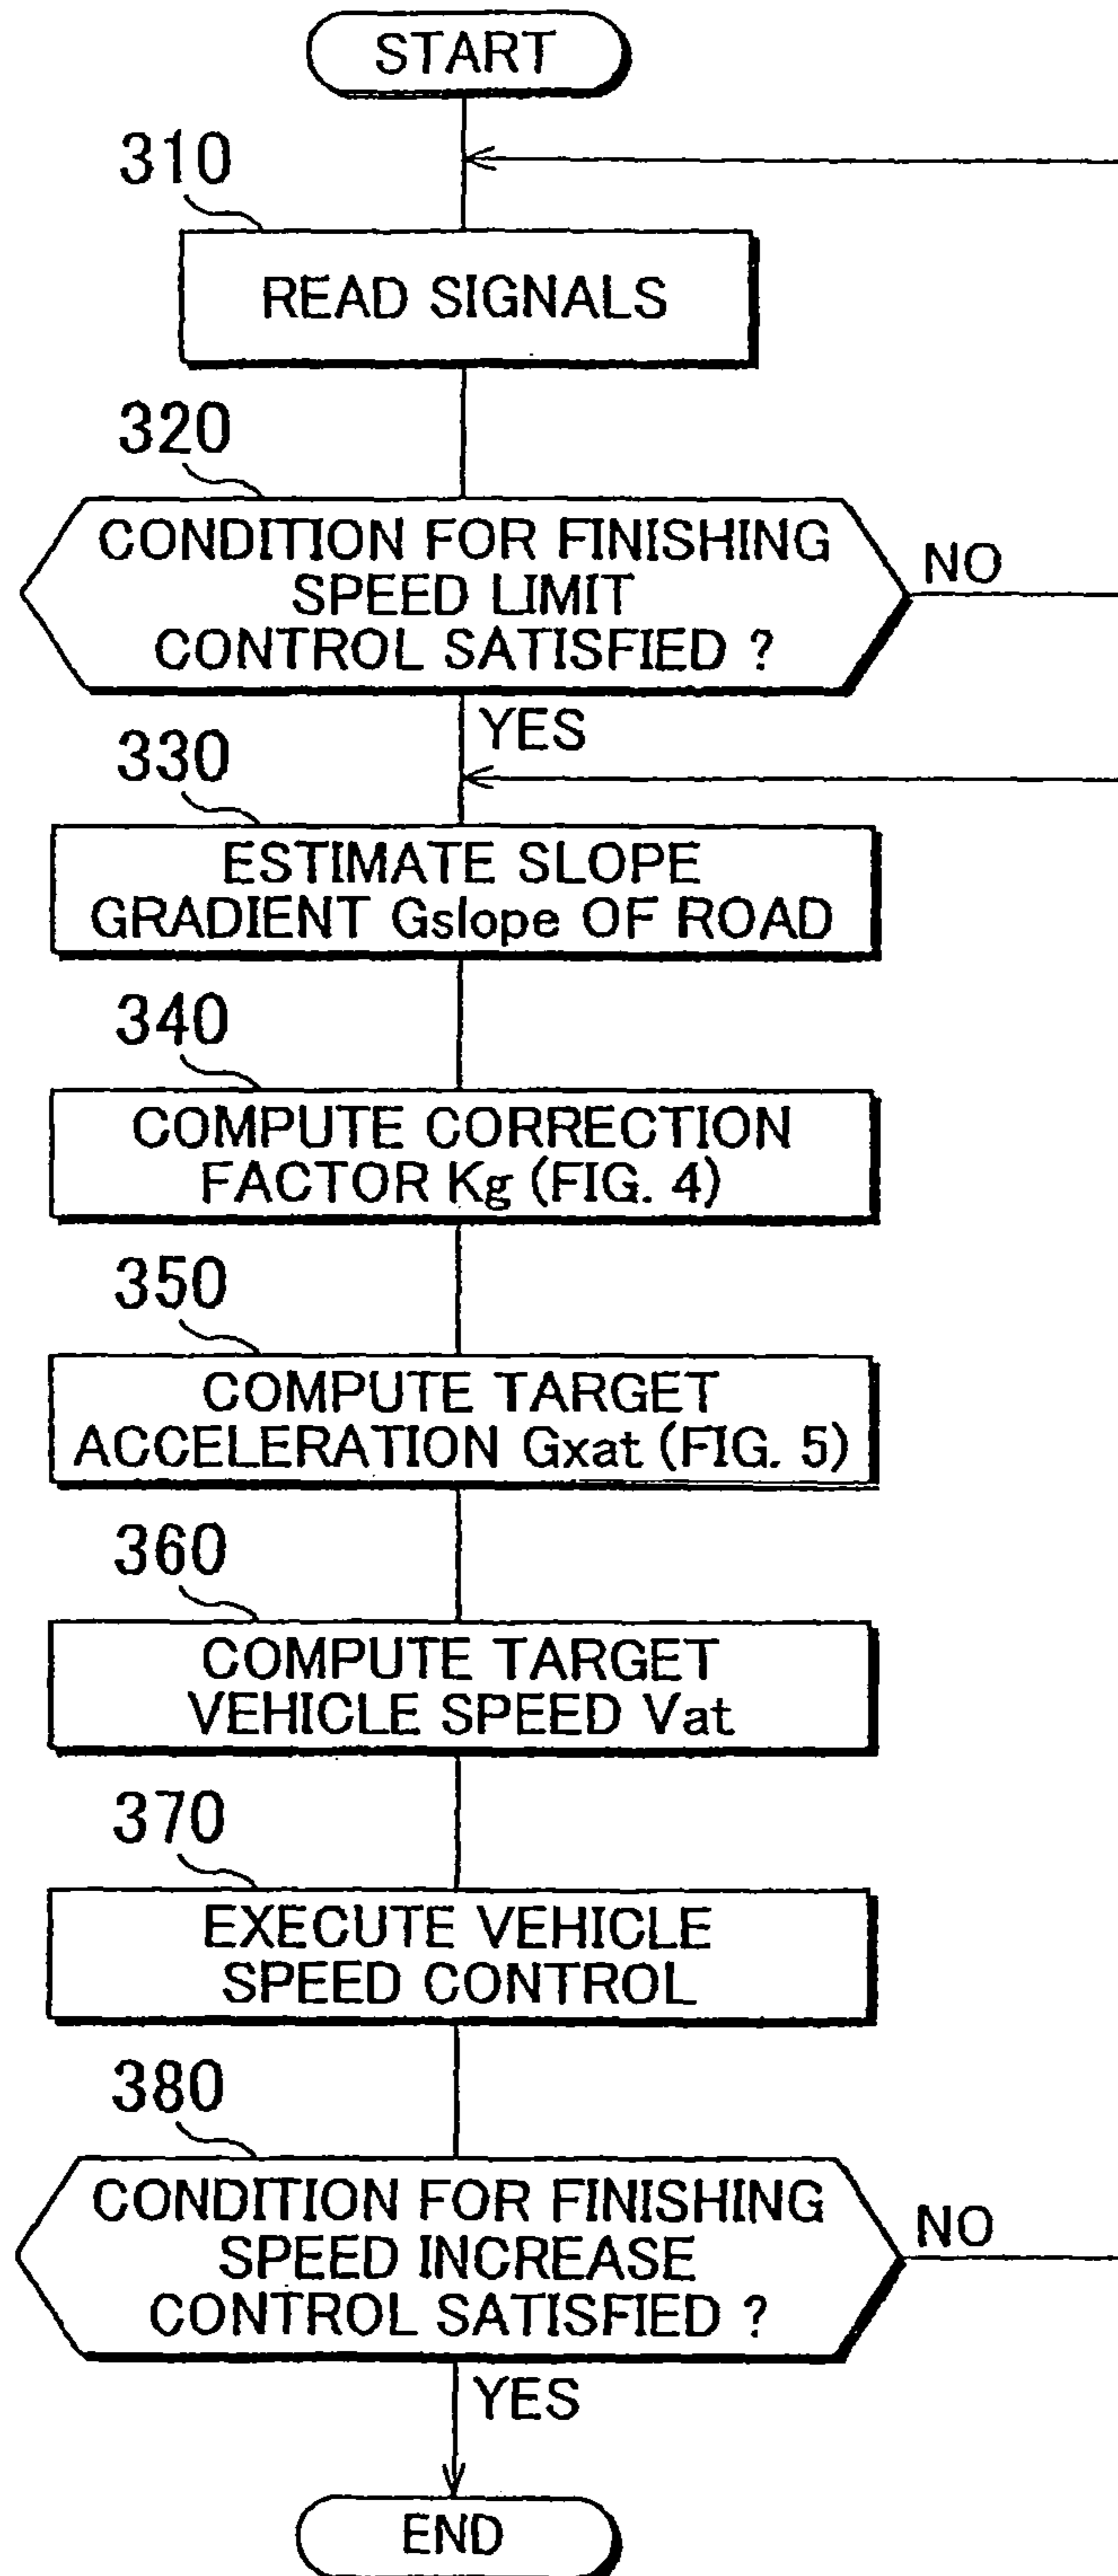 START
310
READ SIGNALS
320
CONDITION FOR FINISHING
SPEED LIMIT
CONTROL SATISFIED ?
NO
YES
330
ESTIMATE SLOPE
GRADIENT Gslope OF ROAD
340
COMPUTE CORRECTION
FACTOR Kg (FIG. 4)
350
COMPUTE TARGET
ACCELERATION Gxat (FIG. 5)
360
COMPUTE TARGET
VEHICLE SPEED Vat
370
EXECUTE VEHICLE
SPEED CONTROL
380
CONDITION FOR FINISHING
SPEED INCREASE
CONTROL SATISFIED ?
NO
YES
END